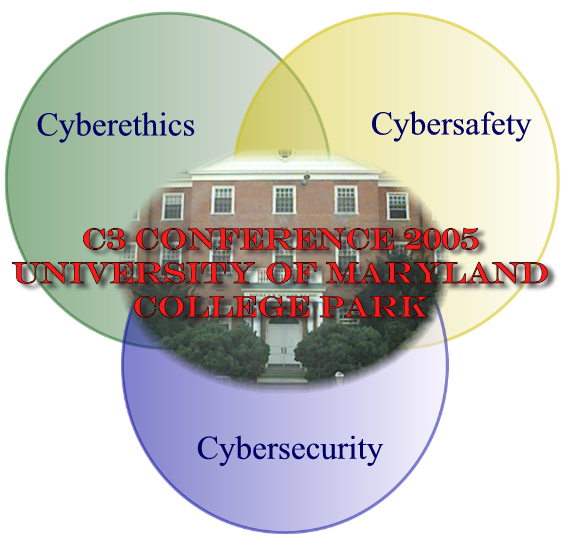 Cyberethics
Cybersafety
C3 CONFERENCE 2005
UNIVERSITY OF MARYLAND
COLLEGE PARK
Cybersecurity